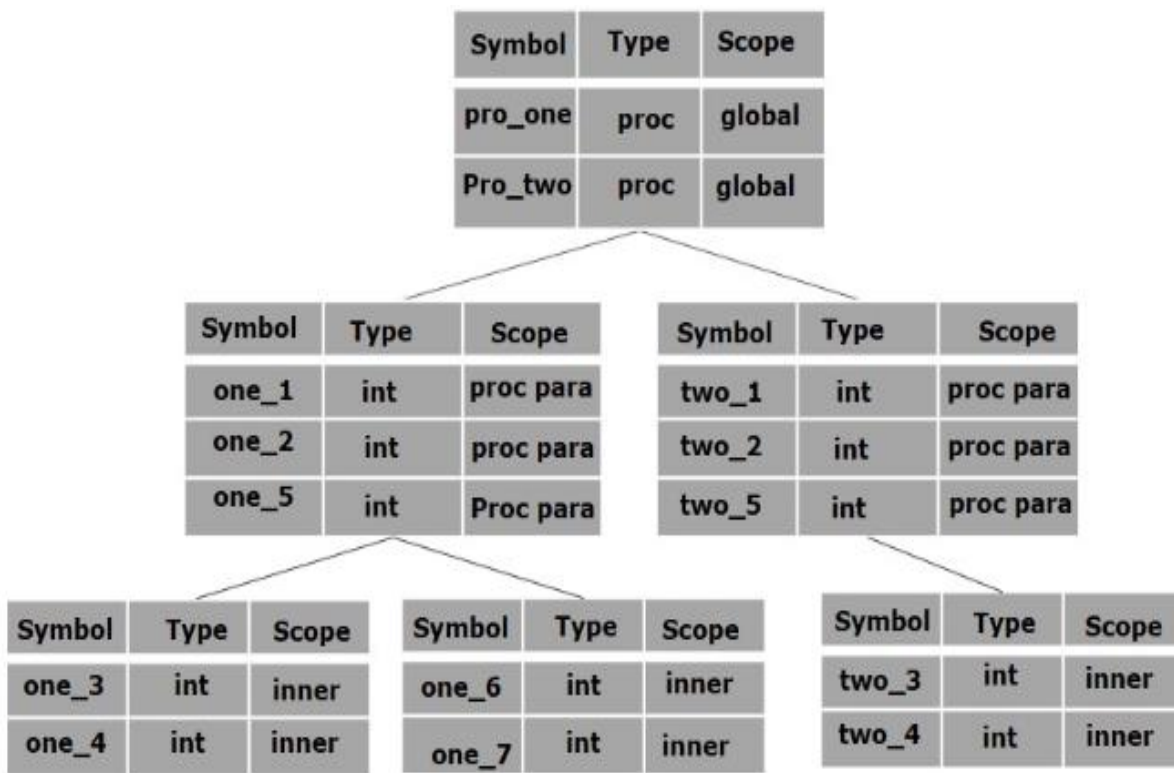 Symbol Type Scope
pro_one proc global
Pro_two proc global
Symbol Type Scope
one_1 int proc para
one_2 int proc para
one_5 int Proc para
Symbol Type Scope
two_1 int proc para
two_2 int proc para
two_5 int proc para
Symbol Type Scope
one_3 int inner
one_4 int inner
Symbol Type Scope
one_6 int inner
one_7 int inner
Symbol Type Scope
two_3 int inner
two_4 int inner